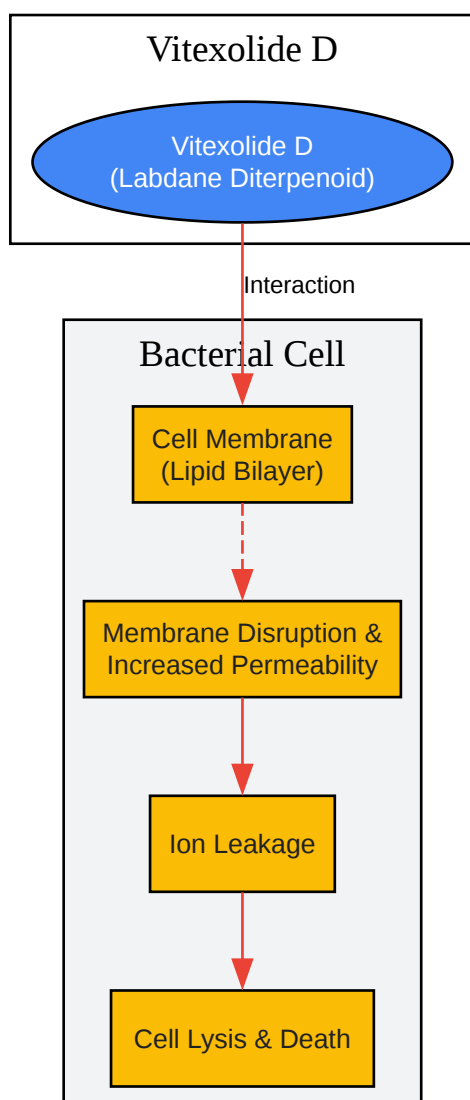 Vitexolide D
Vitexolide D
(Labdane Diterpenoid)
Interaction
Bacterial Cell
Cell Membrane
(Lipid Bilayer)
Membrane Disruption &
Increased Permeability
Ion Leakage
Cell Lysis & Death